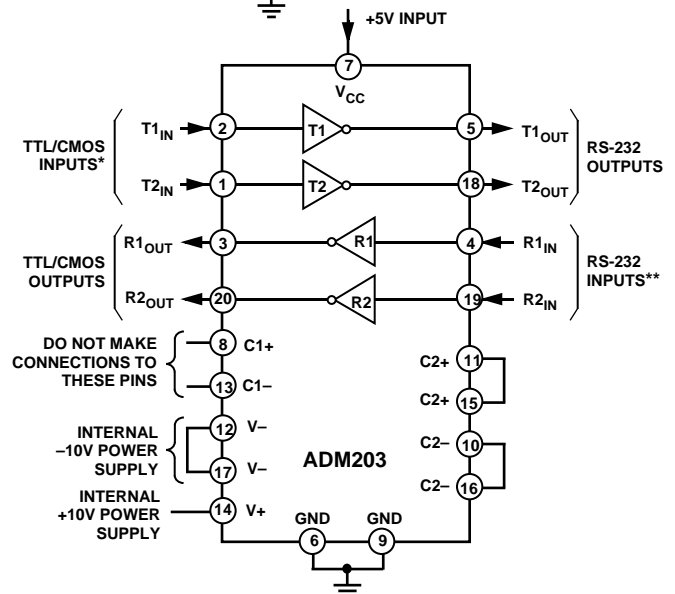 +5V INPUT
7
VCC
TTL/CMOS
INPUTS*
T1IN
2
T1
5
T1OUT
T2IN
1
T2
18
T2OUT
RS-232
OUTPUTS
TTL/CMOS
OUTPUTS
R1OUT
3
R1
4
R1IN
R2OUT
20
R2
19
R2IN
RS-232
INPUTS**
DO NOT MAKE
CONNECTIONS TO
THESE PINS
8
C1+
13
C1–
C2+
11
C2+
15
INTERNAL
–10V POWER
SUPPLY
12
V–
17
V–
C2–
10
C2–
16
ADM203
INTERNAL
+10V POWER
SUPPLY
14
V+
GND
6
GND
9